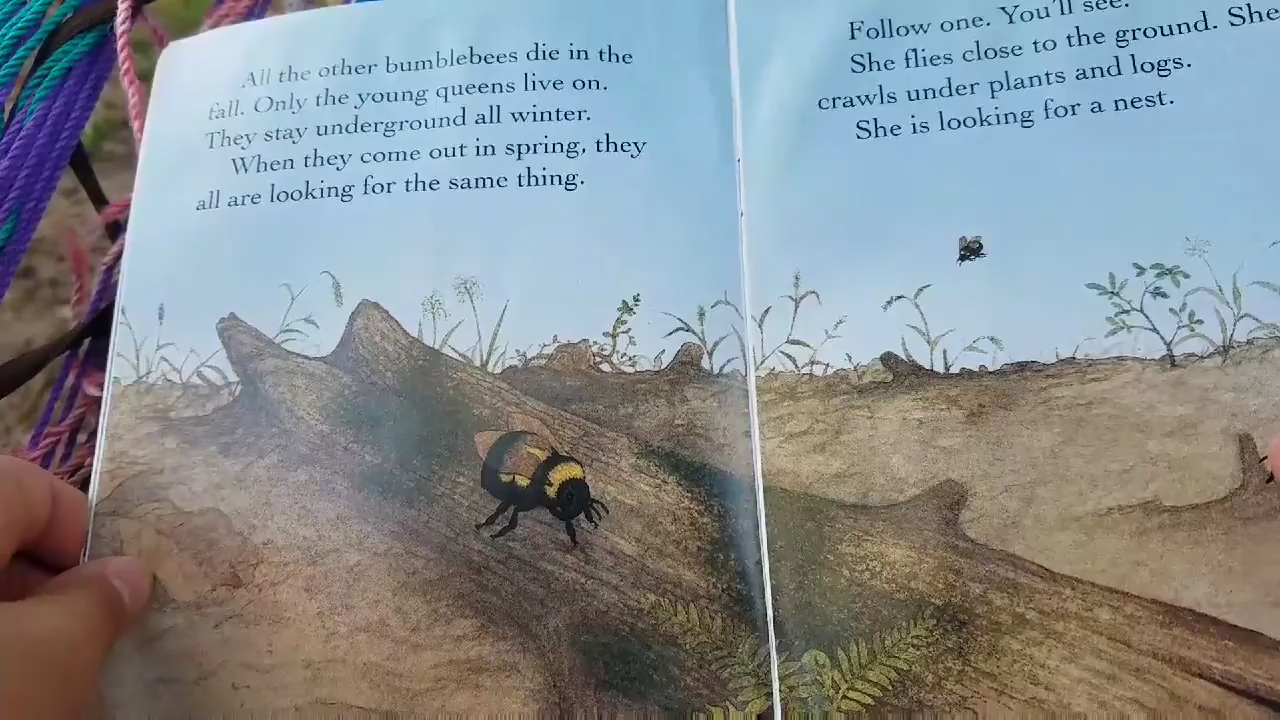 All the other bumblebees die in the
fall. Only the young queens live on.
They stay underground all winter.
When they come out in spring, they
all are looking for the same thing.
Follow one. You'll see.
She flies close to the ground. She
crawls under plants and logs.
She is looking for a nest.